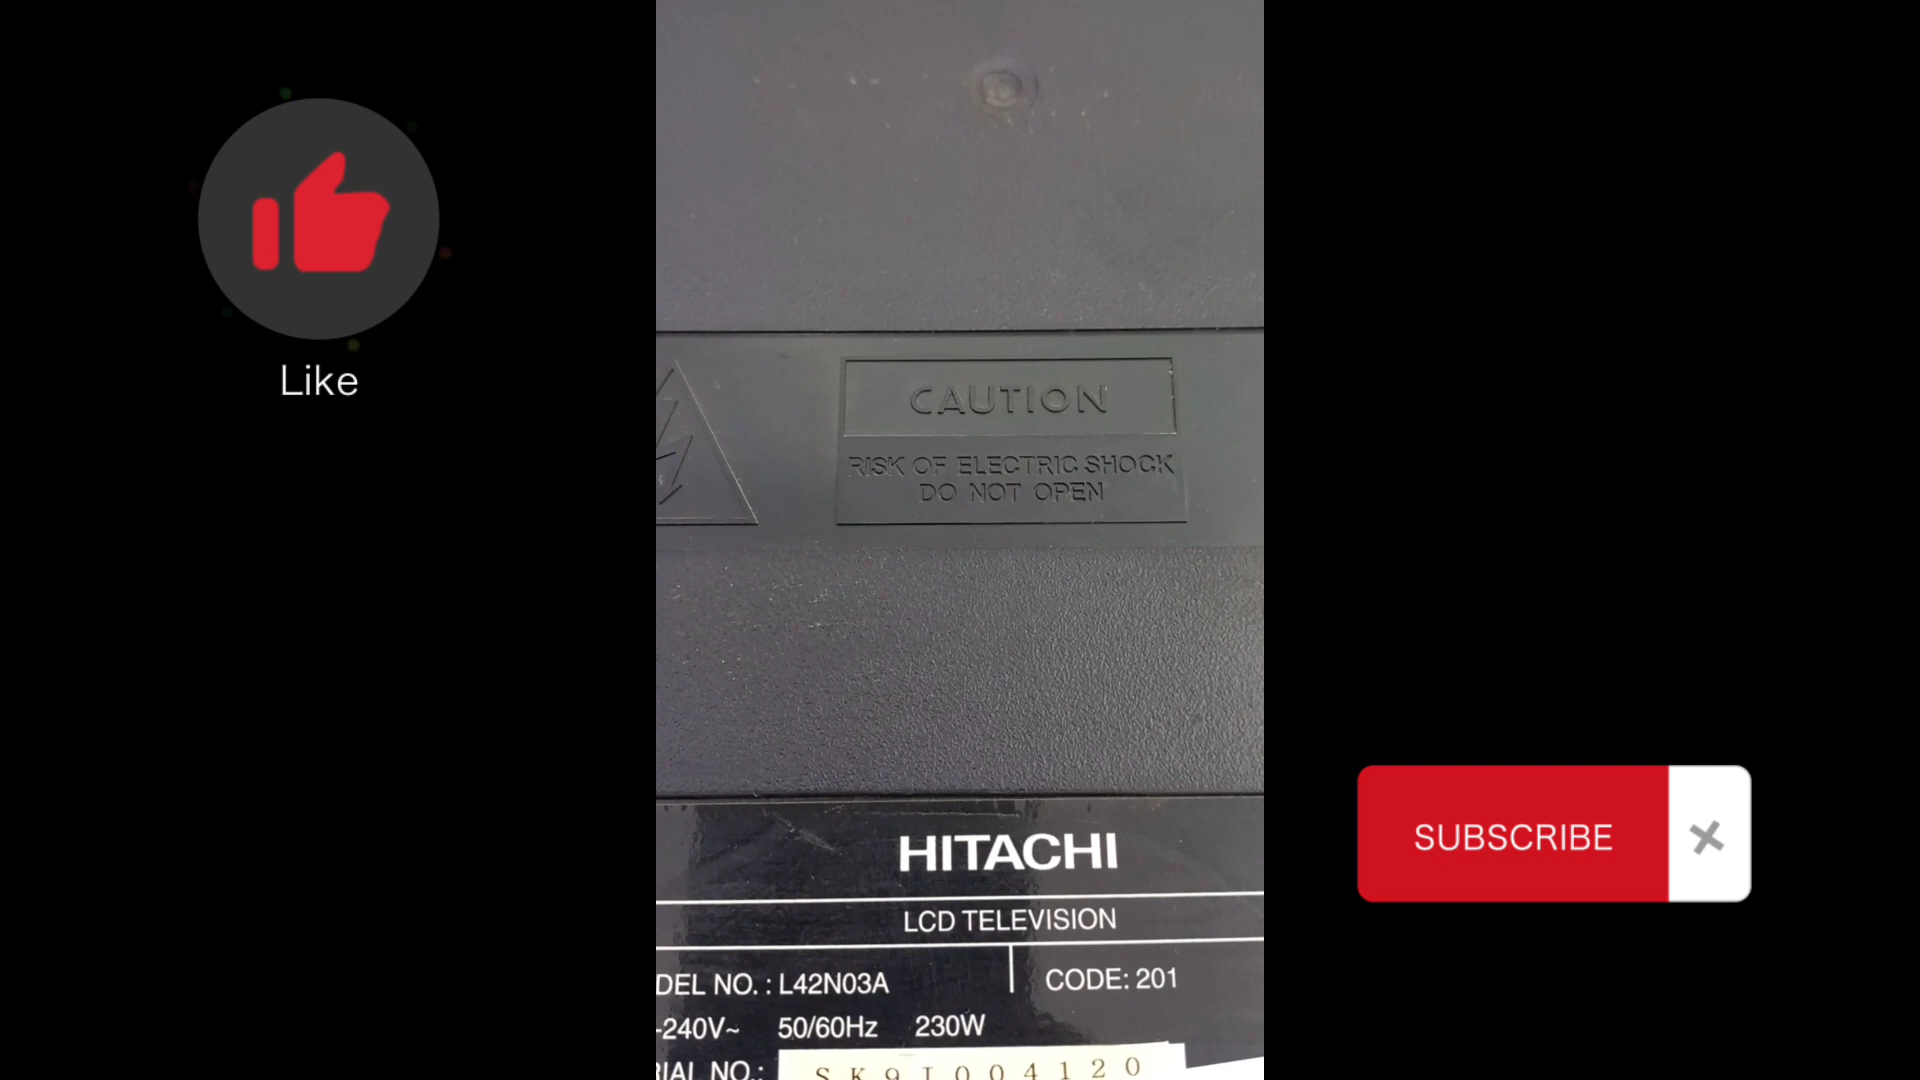 Like
CAUTION
RISK OF ELECTRIC SHOCK
DO NOT OPEN
HITACHI
LCD TELEVISION
DEL NO. : L42N03A CODE: 201
-240V~ 50/60Hz 230W
RIAL NO.: SK9I004120
SUBSCRIBE